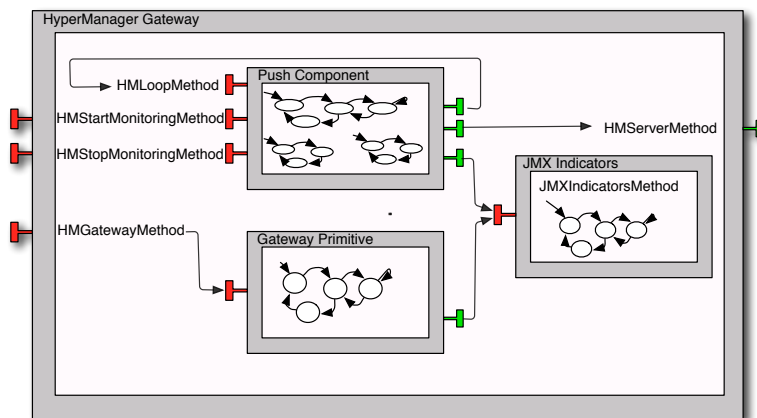 HyperManager Gateway
Push Component
HMLoopMethod
HMStartMonitoringMethod
HMServerMethod
HMStopMonitoringMethod
JMX Indicators
JMXIndicatorsMethod
HMGatewayMethod
Gateway Primitive